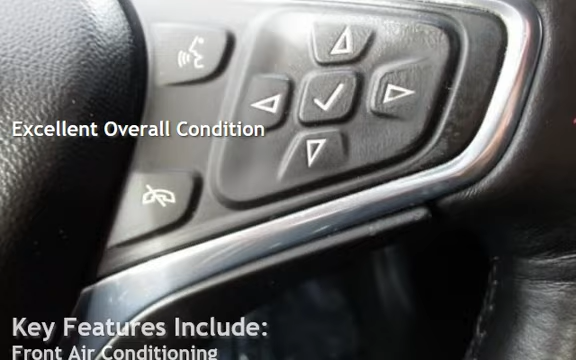 Excellent Overall Condition
Key Features Include:
Front Air Conditioning